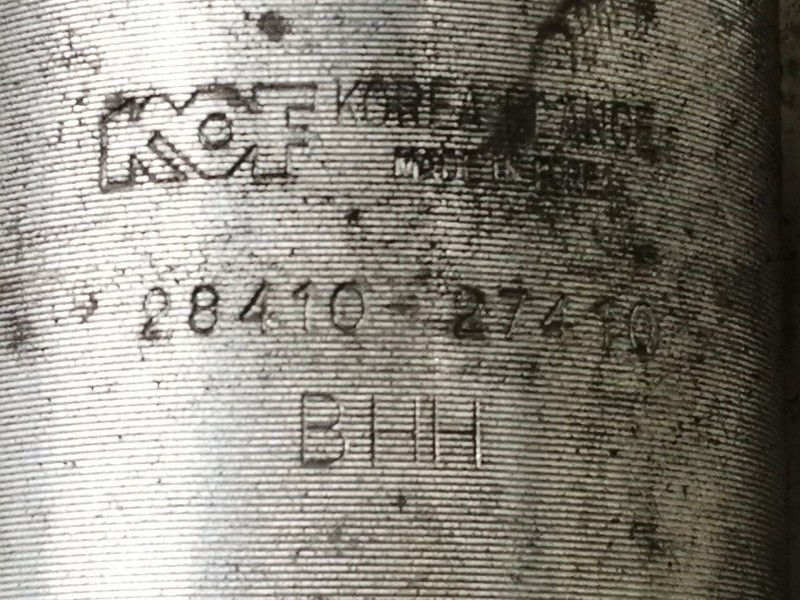 KCF KOREA FLANGE
MADE IN KOREA
28410-27410
BHH